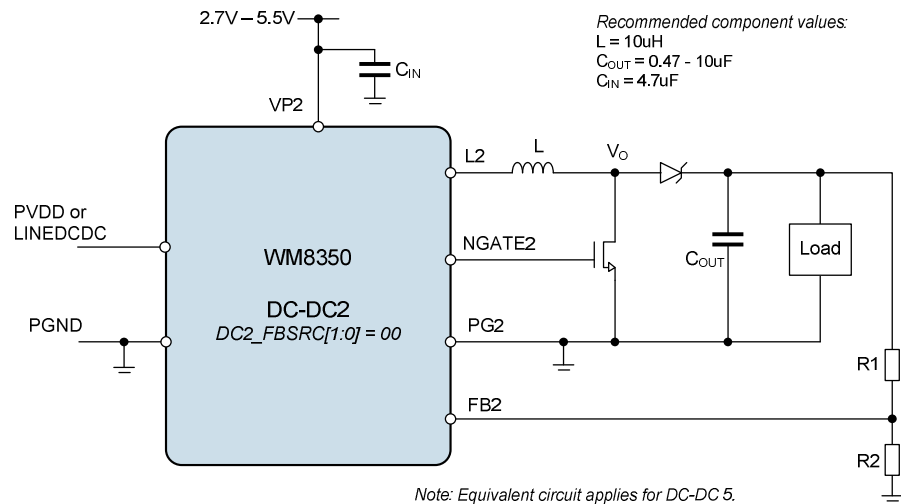 2.7V – 5.5V
Recommended component values:
L = 10uH
COUT = 0.47 - 10uF
CIN = 4.7uF
CIN
VP2
L2
L
VO
PVDD or
LINEDCDC
NGATE2
WM8350
COUT
Load
DC-DC2
DC2_FBSRC[1:0] = 00
PGND
PG2
R1
FB2
R2
Note: Equivalent circuit applies for DC-DC 5.